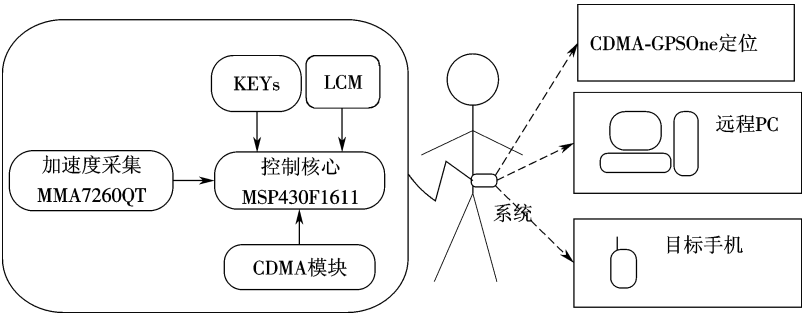 KEYs
LCM
加速度采集
MMA7260QT
控制核心
MSP430F1611
CDMA模块
系统
CDMA-GPSOne定位
远程PC
目标手机